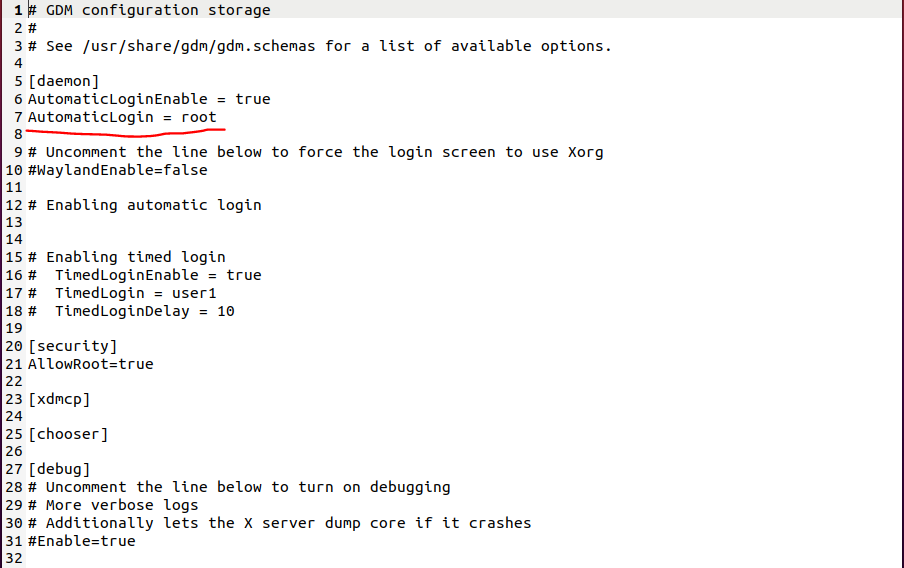 1 # GDM configuration storage
2 #
3 # See /usr/share/gdm/gdm.schemas for a list of available options.
4
5 [daemon]
6 AutomaticLoginEnable = true
7 AutomaticLogin = root
8
9 # Uncomment the line below to force the login screen to use Xorg
10 #WaylandEnable=false
11
12 # Enabling automatic login
13
14
15 # Enabling timed login
16 #  TimedLoginEnable = true
17 #  TimedLogin = user1
18 #  TimedLoginDelay = 10
19
20 [security]
21 AllowRoot=true
22
23 [xdmcp]
24
25 [chooser]
26
27 [debug]
28 # Uncomment the line below to turn on debugging
29 # More verbose logs
30 # Additionally lets the X server dump core if it crashes
31 #Enable=true
32